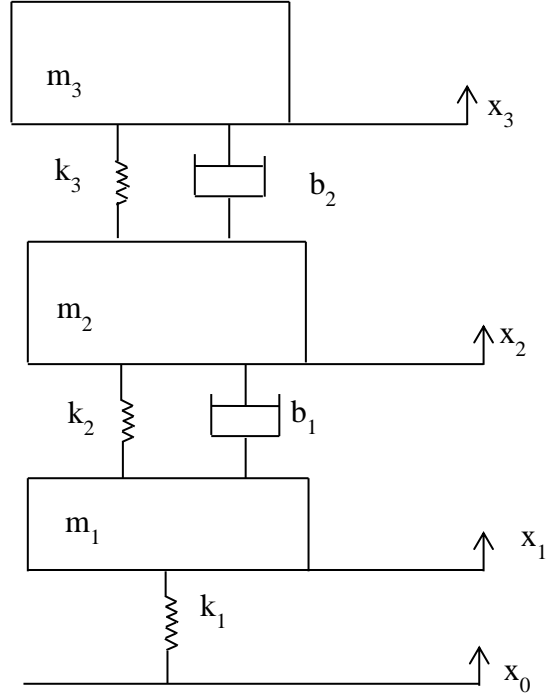 m₃
x₃
k₃
b₂
m₂
x₂
k₂
b₁
m₁
x₁
k₁
x₀